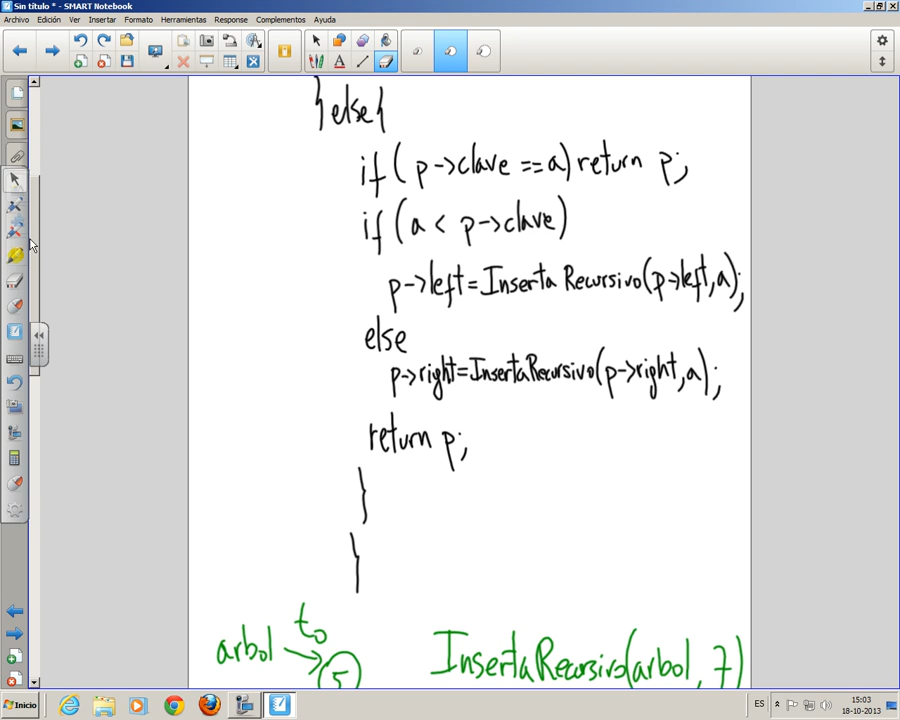 Sin título * - SMART Notebook
Archivo Edición Ver Insertar Formato Herramientas Response Complementos Ayuda
}else{
if(p->clave==a)return p;
if(a < p->clave)
p->left=InsertaRecursivo(p->left,a);
else
p->right=InsertaRecursivo(p->right,a);
return p;
}
}
t0
arbol 5 InsertaRecursivo(arbol, 7)
Inicio ES 15:03
18-10-2013